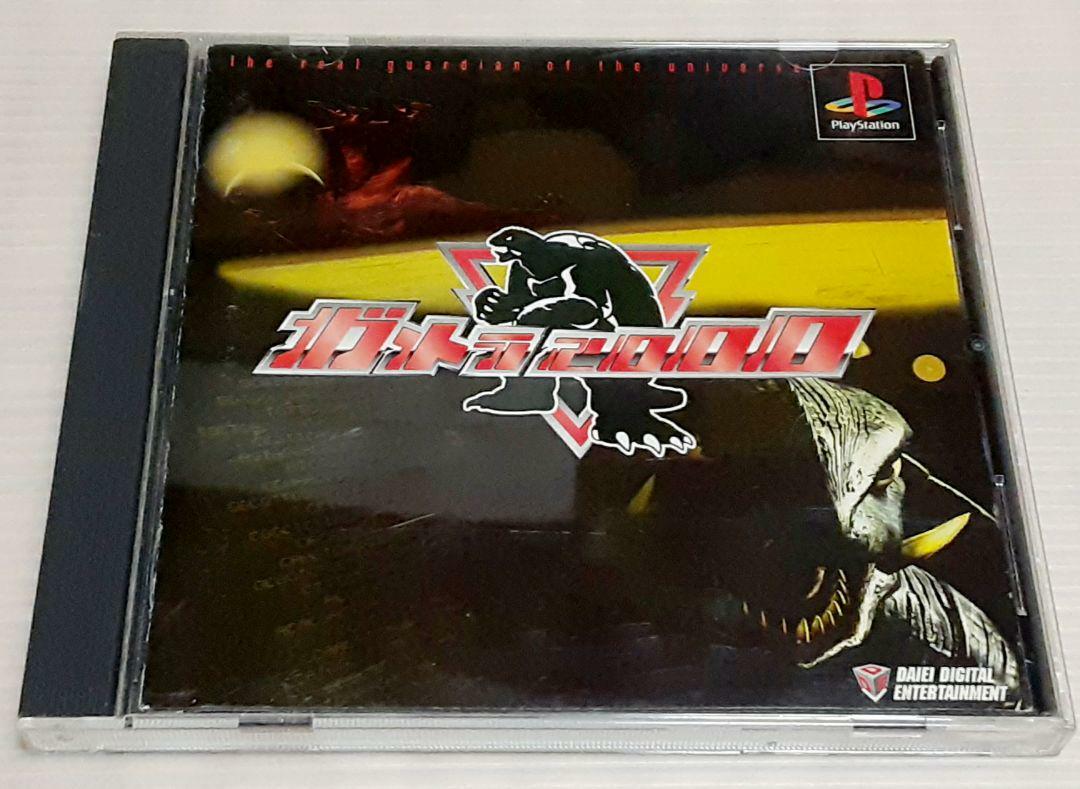 The real guardian of the universe
PlayStation
ガメラ2000
DAIEI DIGITAL
ENTERTAINMENT